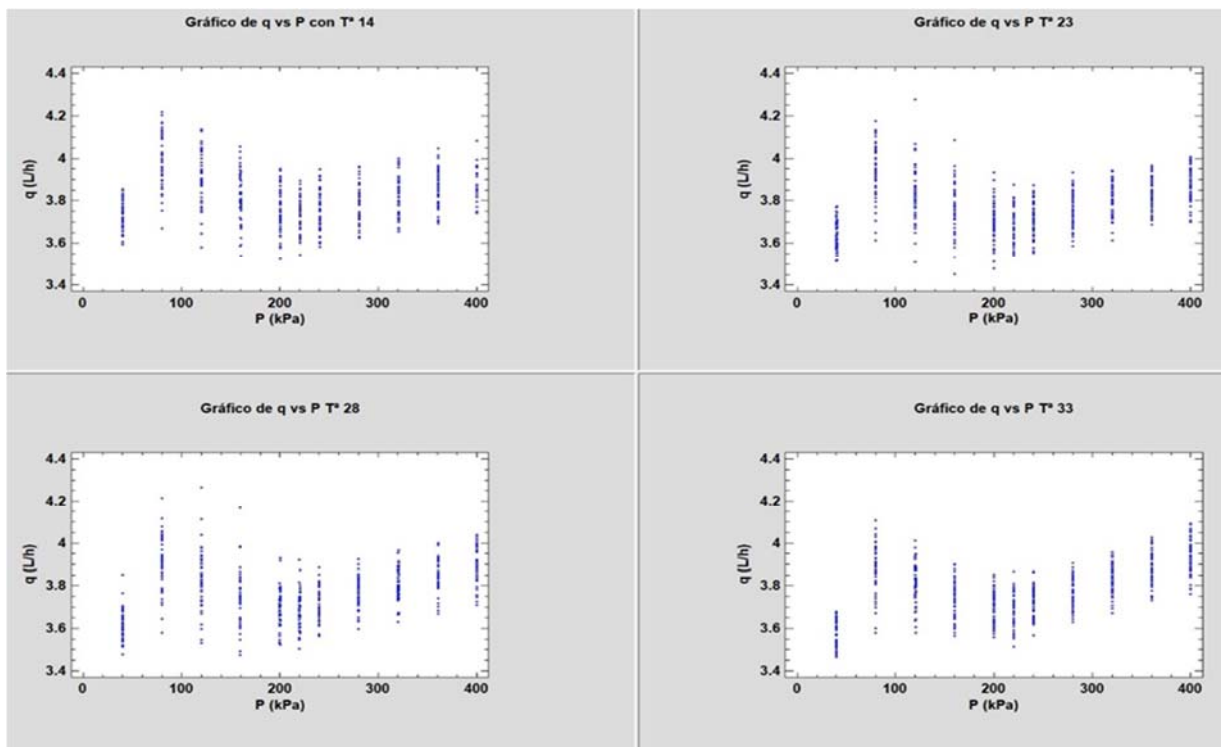 Gráfico de q vs P con Tª 14
q (L/h)
4.4
4.2
4
3.8
3.6
3.4
0 100 200 300 400
P (kPa)
Gráfico de q vs P Tª 23
q (L/h)
4.4
4.2
4
3.8
3.6
3.4
0 100 200 300 400
P (kPa)
Gráfico de q vs P Tª 28
q (L/h)
4.4
4.2
4
3.8
3.6
3.4
0 100 200 300 400
P (kPa)
Gráfico de q vs P Tª 33
q (L/h)
4.4
4.2
4
3.8
3.6
3.4
0 100 200 300 400
P (kPa)